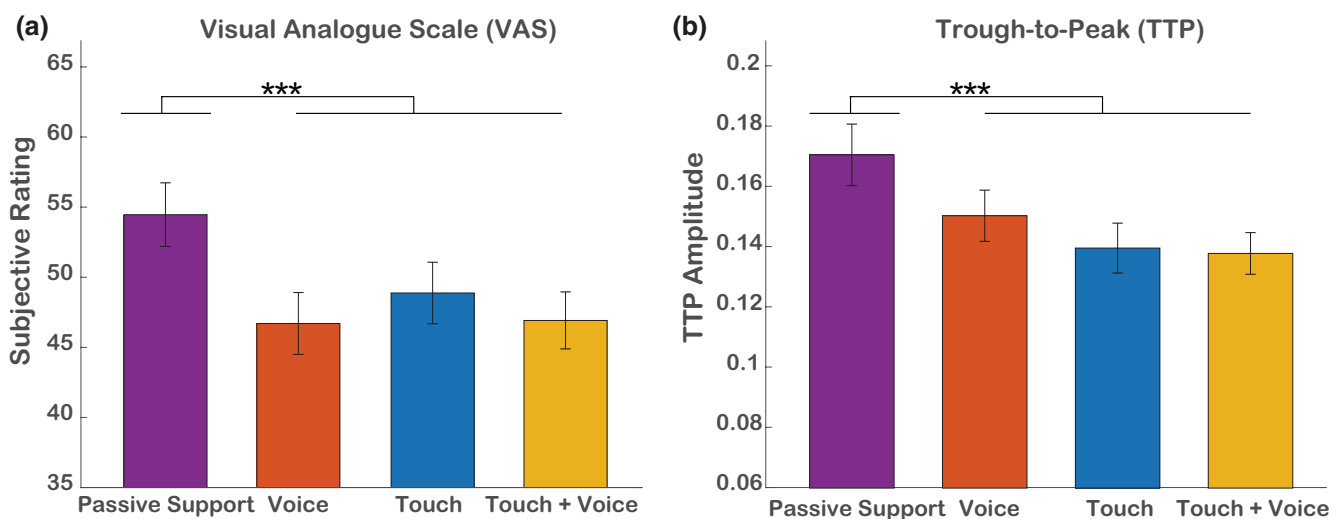 (a)
Visual Analogue Scale (VAS)
65
60
55
50
45
40
35
Subjective Rating
***
Passive Support
Voice
Touch
Touch + Voice
(b)
Trough-to-Peak (TTP)
0.2
0.18
0.16
0.14
0.12
0.1
0.08
0.06
TTP Amplitude
***
Passive Support
Voice
Touch
Touch + Voice